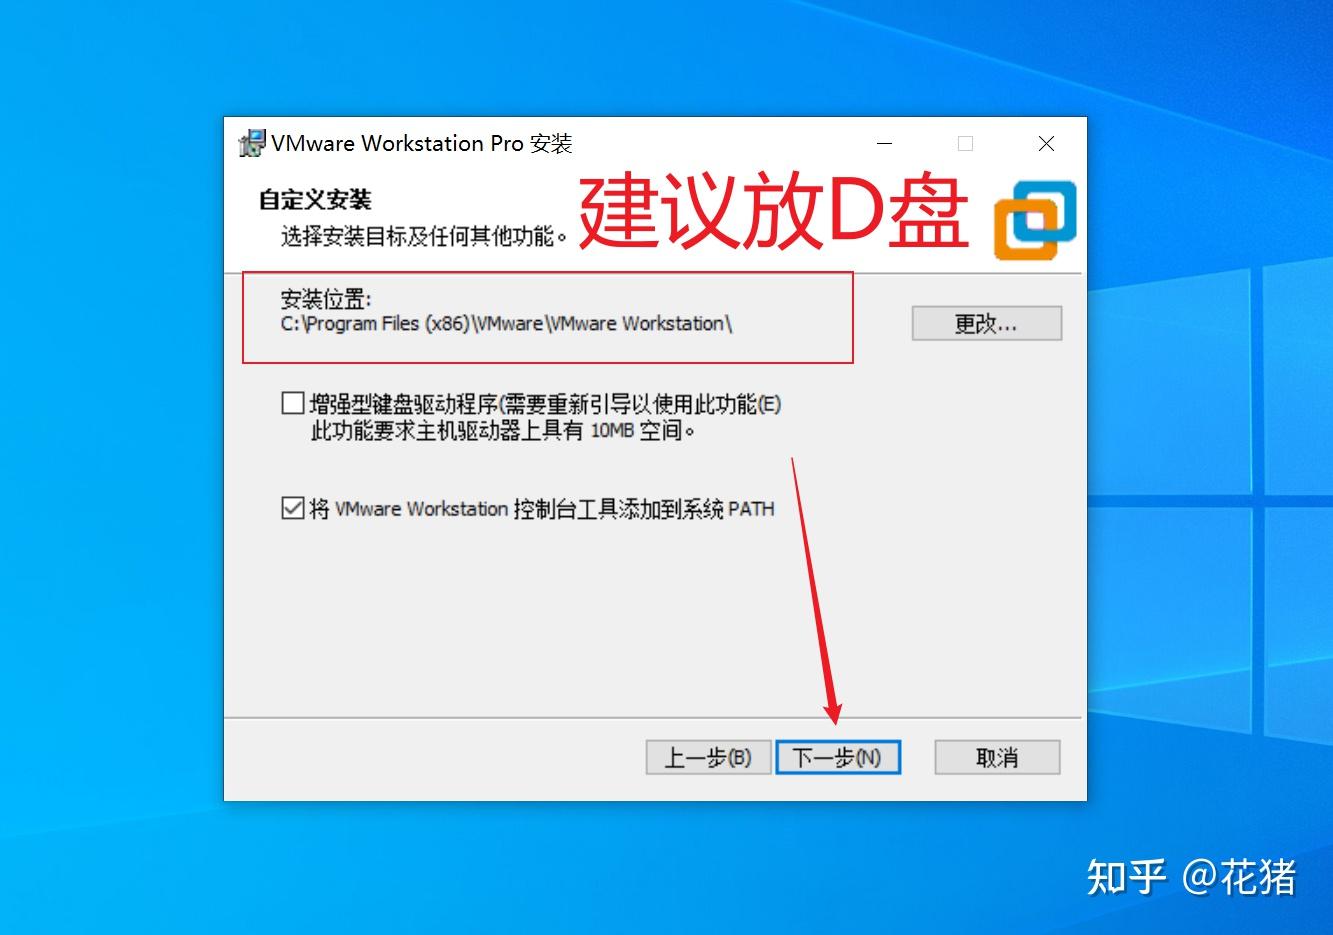 VMware Workstation Pro 安装
自定义安装
选择安装目标及任何其他功能。
建议放D盘
安装位置:
C:\Program Files (x86)\VMware\VMware Workstation\
更改...
增强型键盘驱动程序(需要重新引导以使用此功能(E)
此功能要求主机驱动器上具有 10MB 空间。
将 VMware Workstation 控制台工具添加到系统 PATH
上一步(B)
下一步(N)
取消
知乎 @花猪